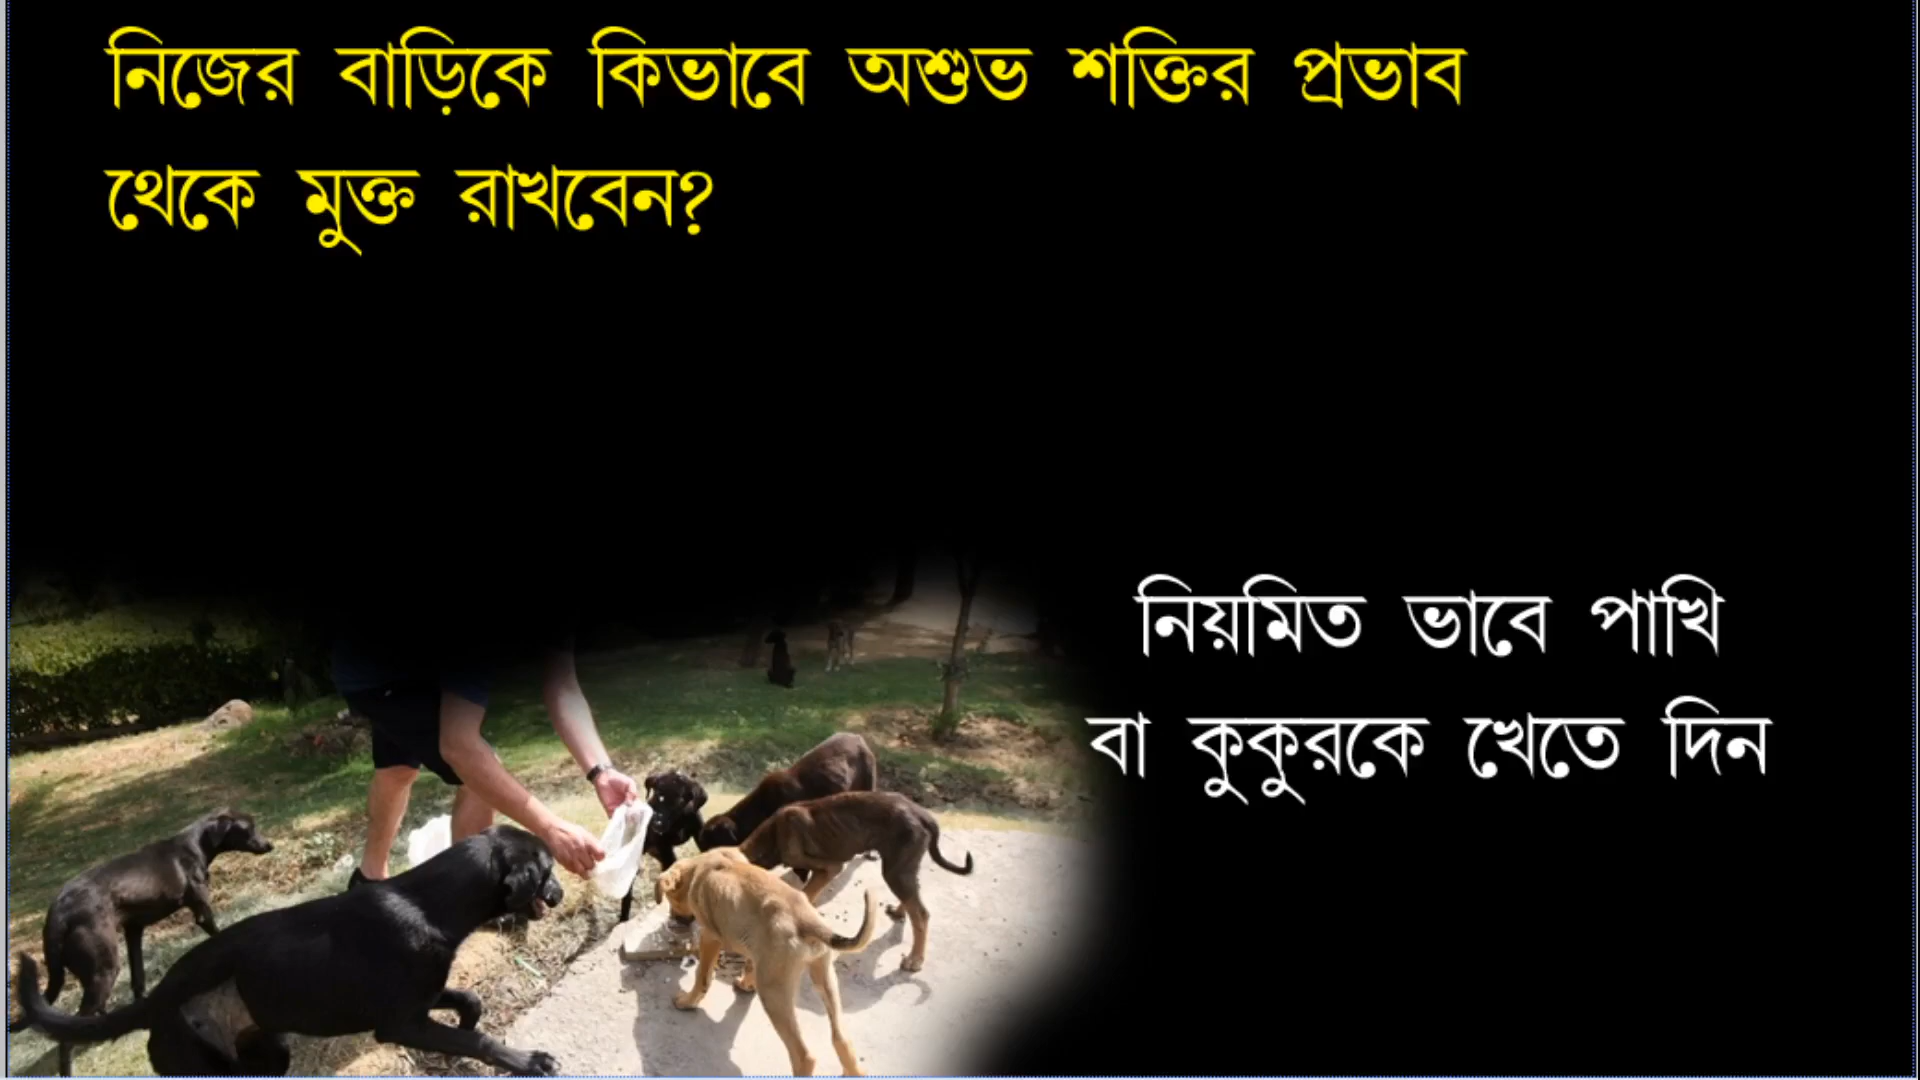 নিজের বাড়িকে কিভাবে অশুভ শক্তির প্রভাব
থেকে মুক্ত রাখবেন?
নিয়মিত ভাবে পাখি
বা কুকুরকে খেতে দিন